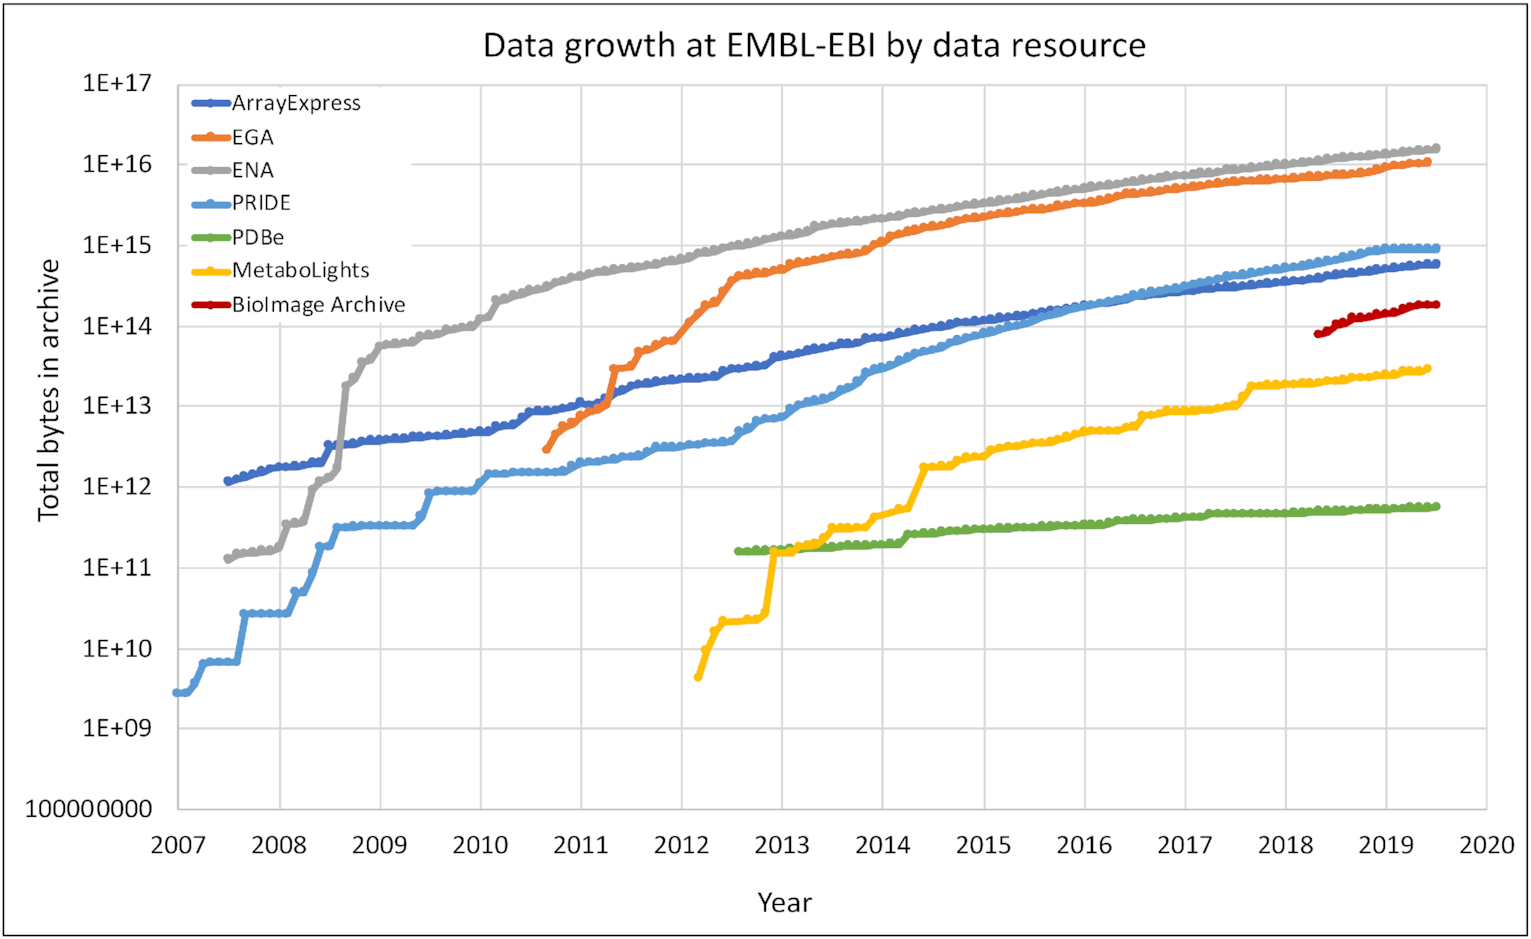 Data growth at EMBL-EBI by data resource
1E+17
1E+16
1E+15
1E+14
1E+13
1E+12
1E+11
1E+10
1E+09
100000000
Total bytes in archive
ArrayExpress
EGA
ENA
PRIDE
PDBe
MetaboLights
BioImage Archive
2007 2008 2009 2010 2011 2012 2013 2014 2015 2016 2017 2018 2019 2020
Year